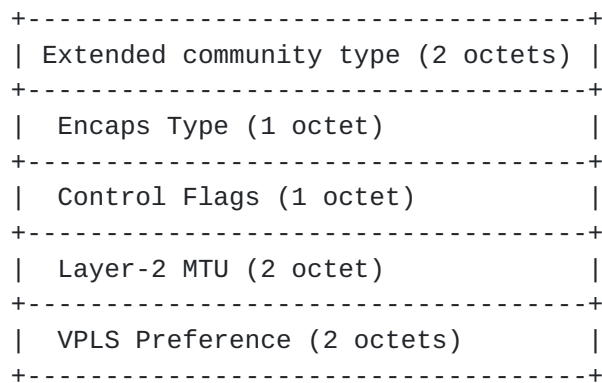 +------------------------------------+
| Extended community type (2 octets) |
+------------------------------------+
|  Encaps Type (1 octet)             |
+------------------------------------+
|  Control Flags (1 octet)           |
+------------------------------------+
|  Layer-2 MTU (2 octet)             |
+------------------------------------+
|  VPLS Preference (2 octets)        |
+------------------------------------+